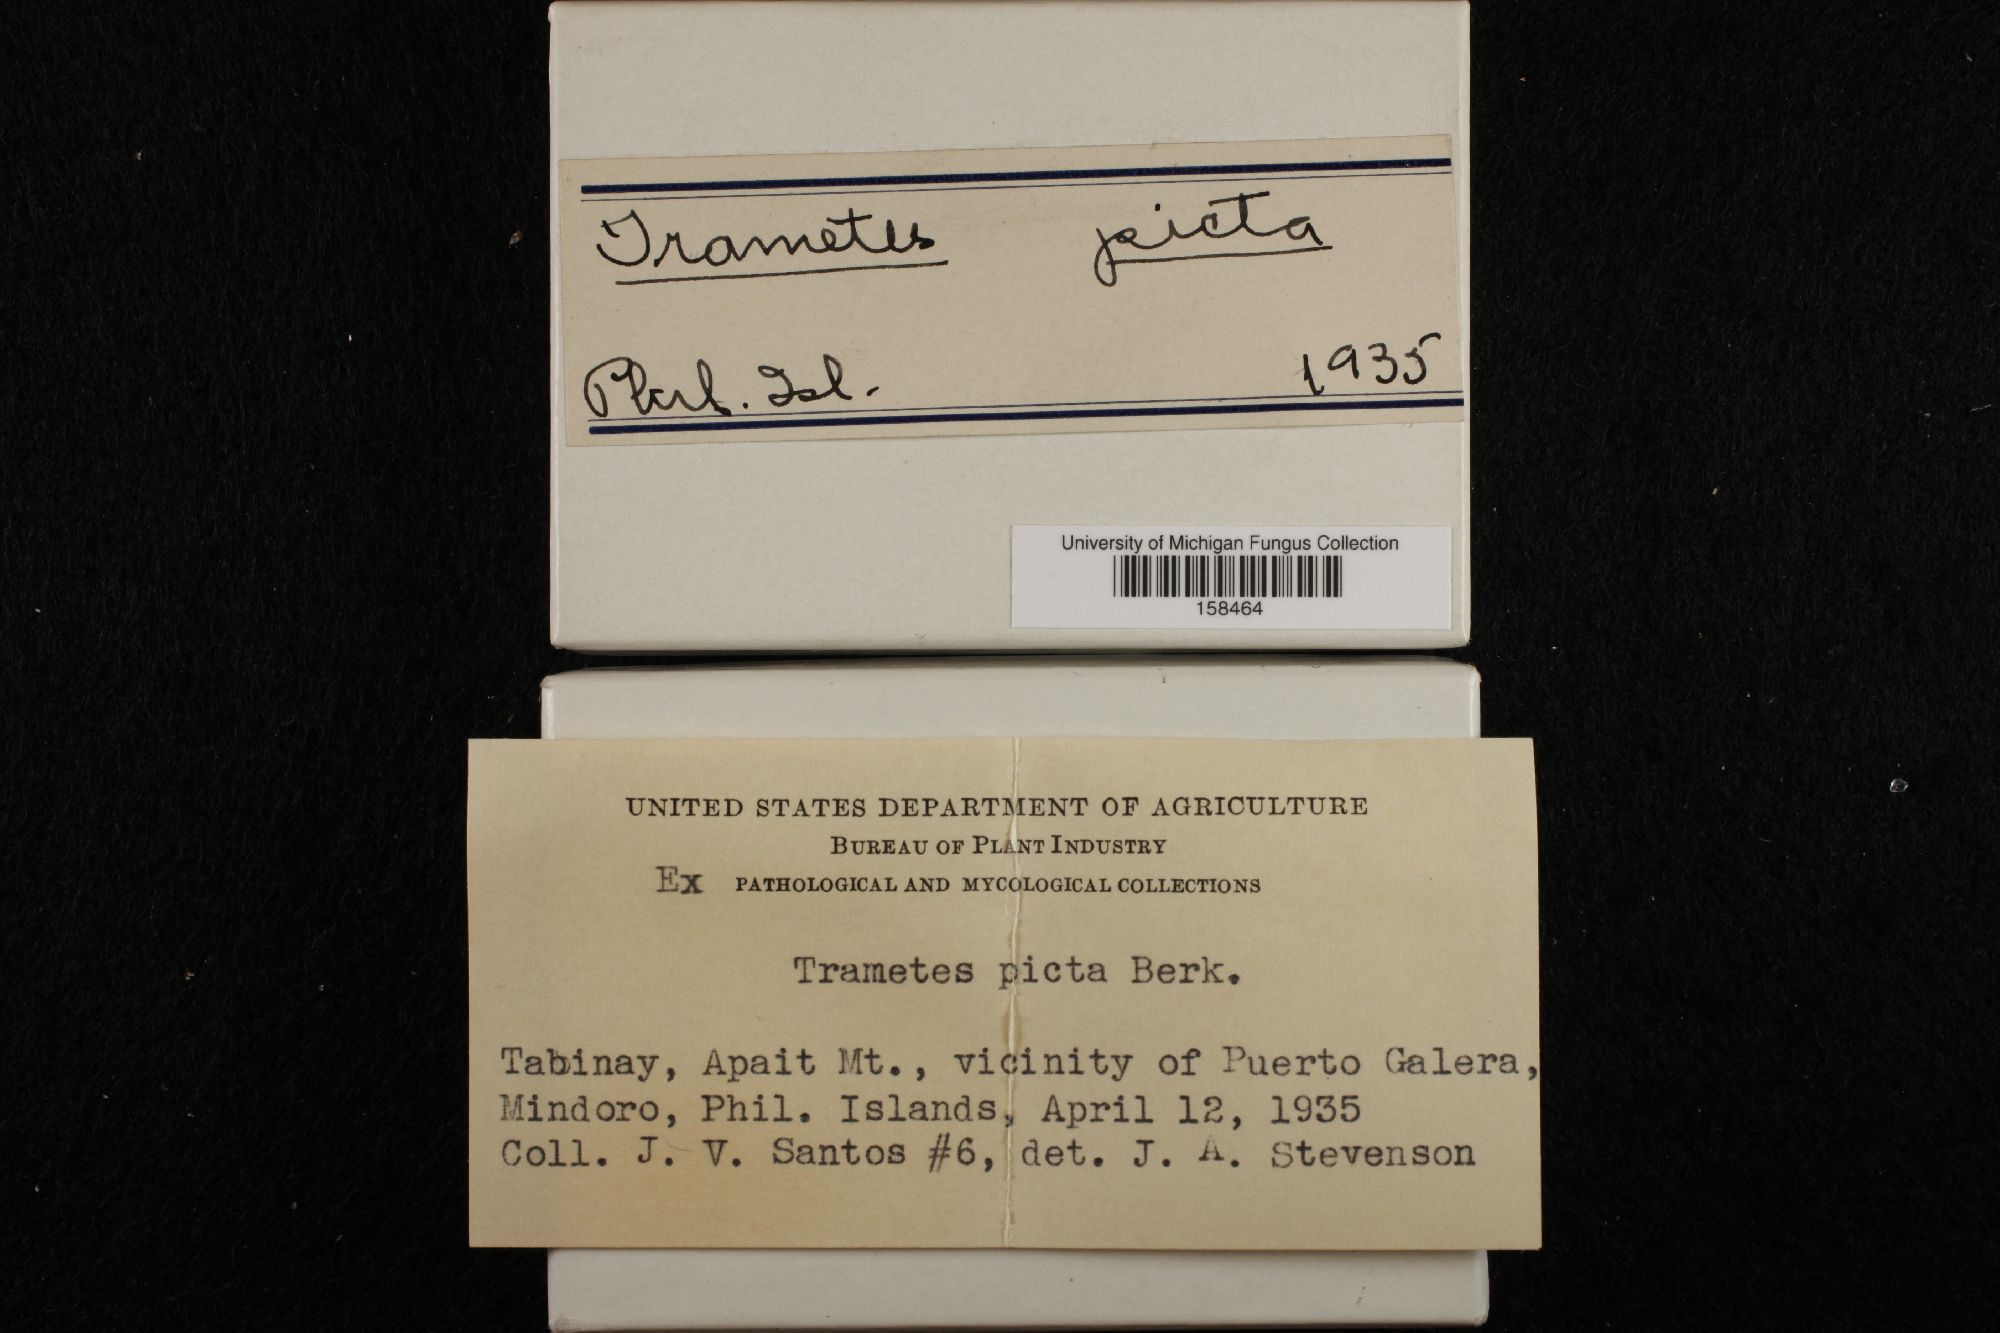 Trametes picta
Phil. Isl. 1935
University of Michigan Fungus Collection
158464
UNITED STATES DEPARTMENT OF AGRICULTURE
BUREAU OF PLANT INDUSTRY
Ex PATHOLOGICAL AND MYCOLOGICAL COLLECTIONS
Trametes picta Berk.
Tabinay, Apait Mt., vicinity of Puerto Galera,
Mindoro, Phil. Islands, April 12, 1935
Coll. J. V. Santos #6, det. J. A. Stevenson